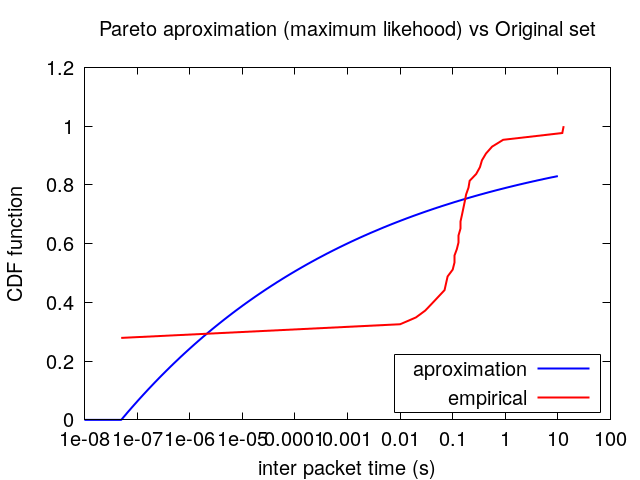 Pareto aproximation (maximum likehood) vs Original set
1.2
1
0.8
0.6
0.4
0.2
0
CDF function
aproximation
empirical
1e-08 1e-07 1e-06 1e-05 0.0001 0.001 0.01 0.1 1 10 100
inter packet time (s)